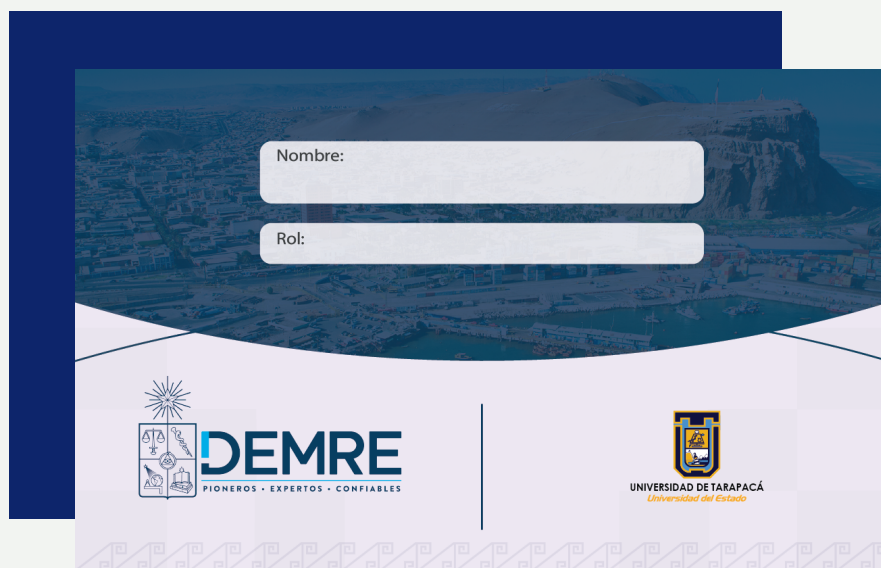 Nombre:
Rol:
DEMRE
PIONEROS • EXPERTOS • CONFIABLES
UNIVERSIDAD DE TARAPACÁ
Universidad del Estado